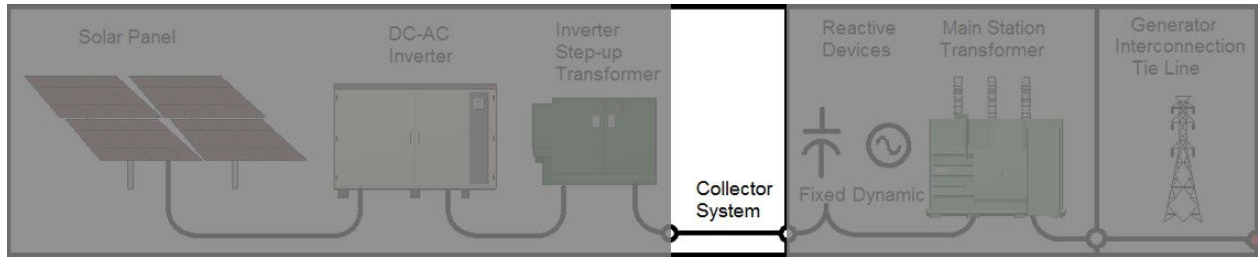 Solar Panel
DC-AC
Inverter
Inverter
Step-up
Transformer
Collector
System
Reactive
Devices
Fixed Dynamic
Main Station
Transformer
Generator
Interconnection
Tie Line